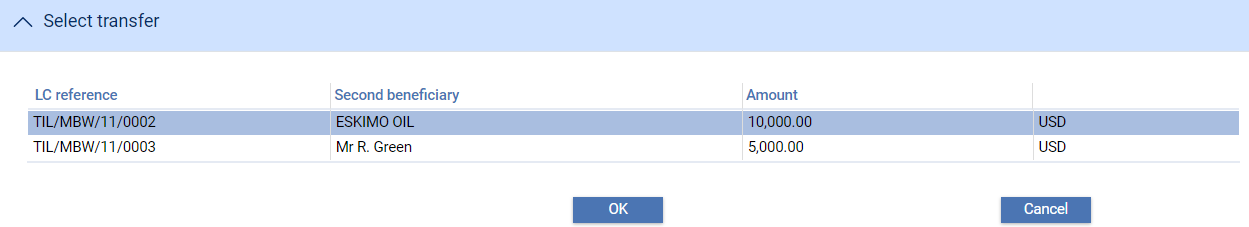 Select transfer
LC reference Second beneficiary Amount
TIL/MBW/11/0002 ESKIMO OIL 10,000.00 USD
TIL/MBW/11/0003 Mr R. Green 5,000.00 USD
OK Cancel